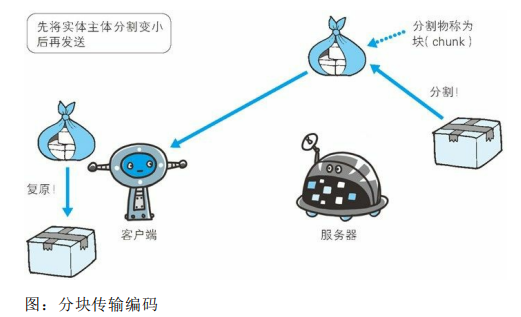 先将实体主体分割变小
后再发送
分割物称为
块(chunk)
分割!
复原!
客户端
服务器
图：分块传输编码